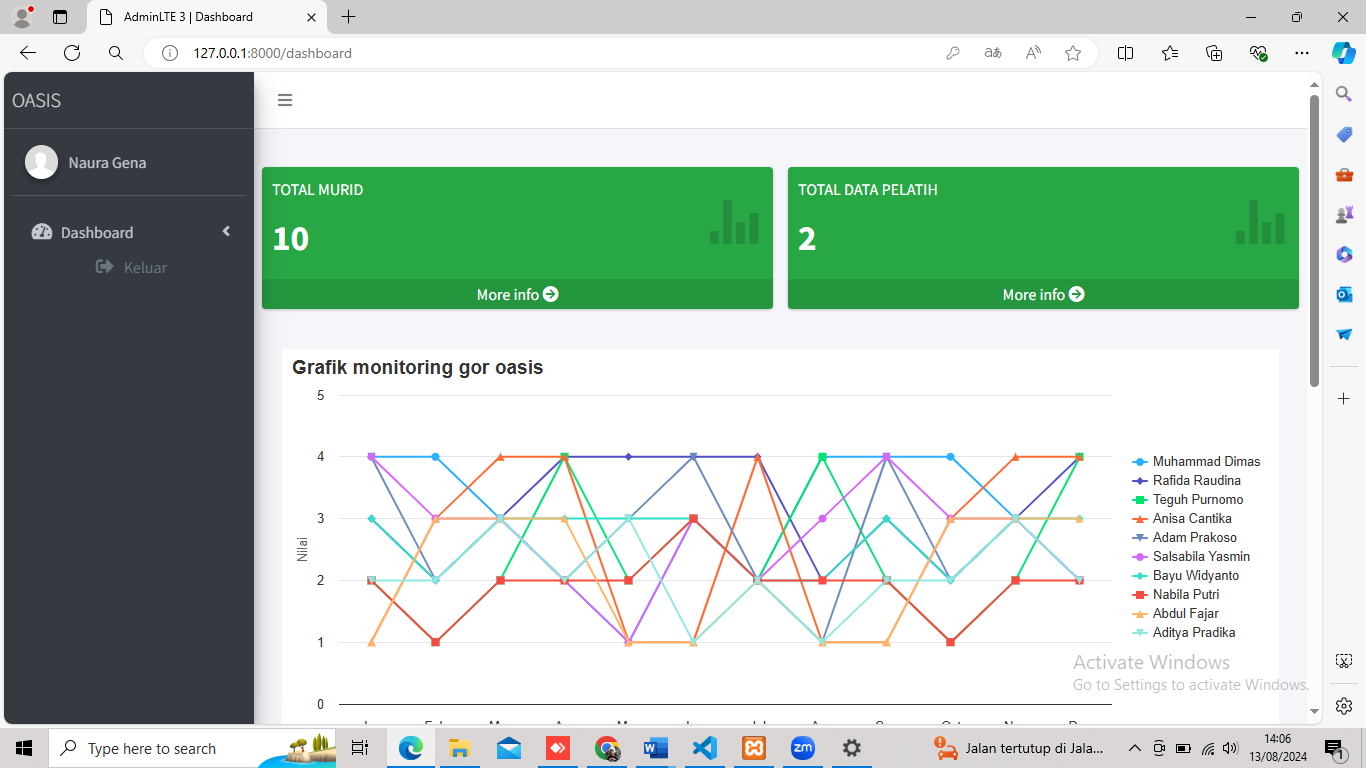 AdminLTE 3 | Dashboard
127.0.0.1:8000/dashboard
OASIS
Naura Gena
Dashboard
Keluar
TOTAL MURID
10
More info
TOTAL DATA PELATIH
2
More info
Grafik monitoring gor oasis
Nilai
5
4
3
2
1
0
Muhammad Dimas
Rafida Raudina
Teguh Purnomo
Anisa Cantika
Adam Prakoso
Salsabila Yasmin
Bayu Widyanto
Nabila Putri
Abdul Fajar
Aditya Pradika
Activate Windows
Go to Settings to activate Windows.
Type here to search
zm
Jalan tertutup di Jala...
14:06
13/08/2024
1